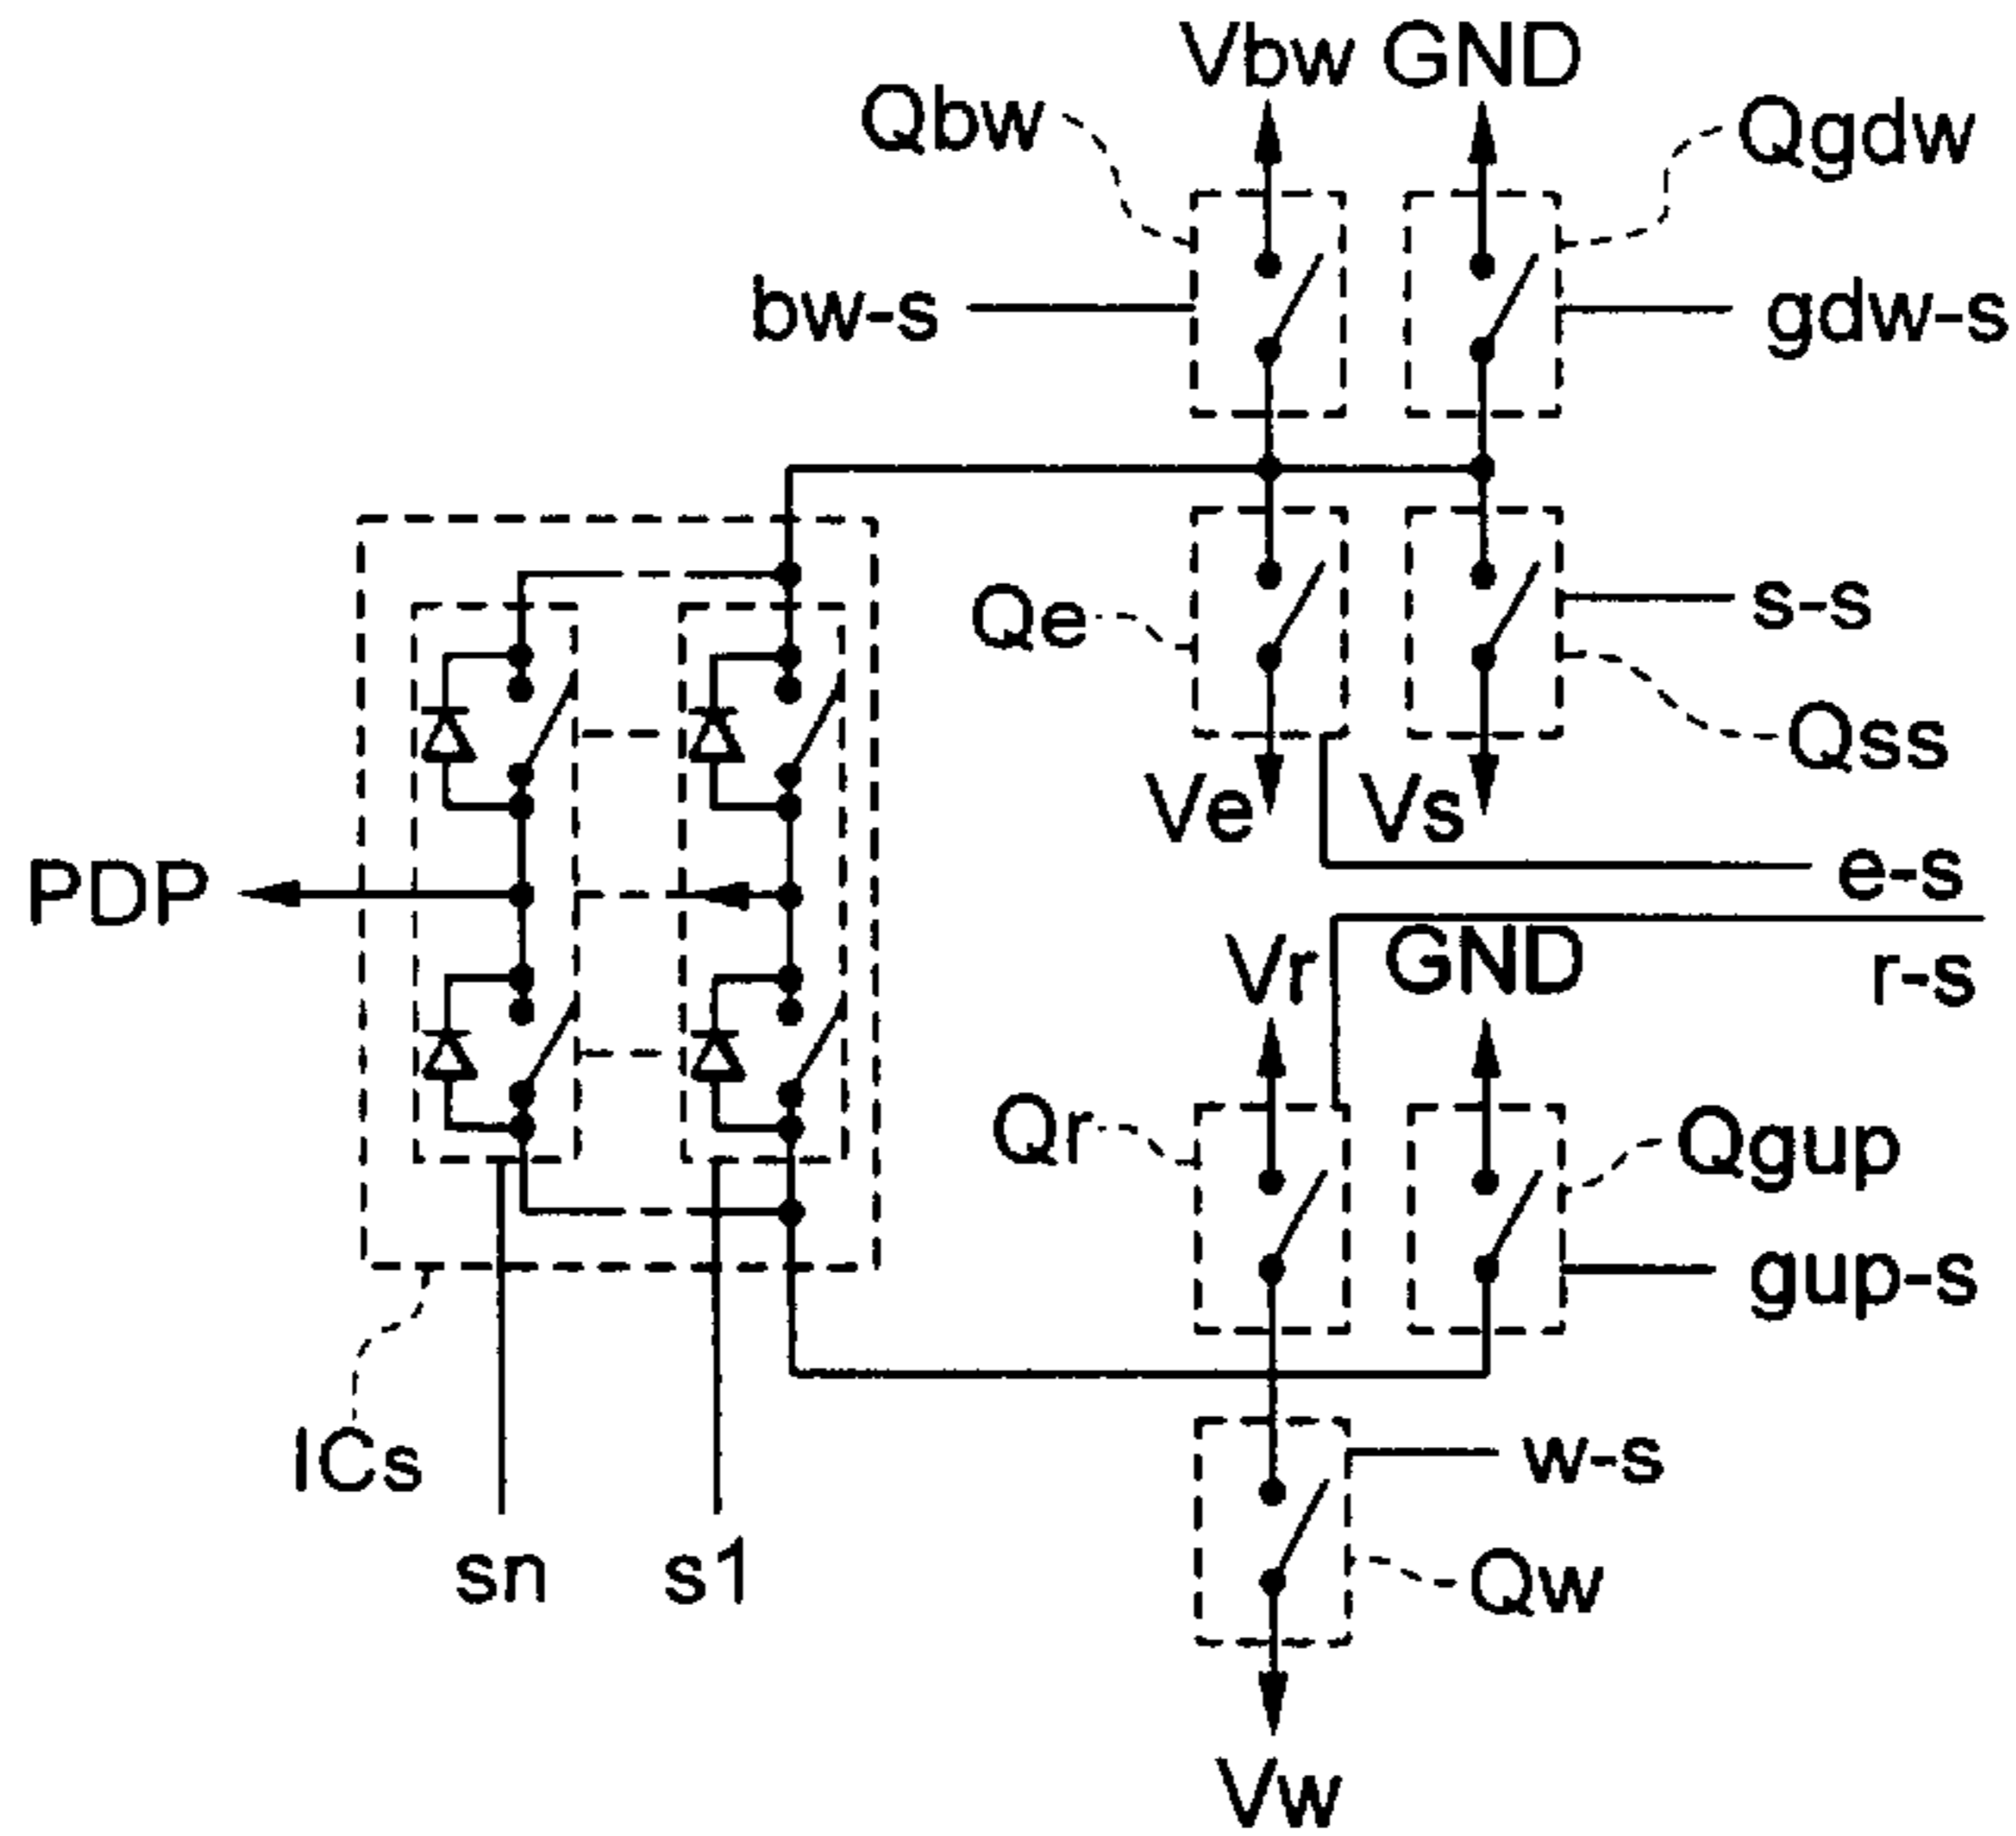 Vbw GND
Qbw
Qgdw
bw-s
gdw-s
Qe
s-s
Qss
Ve
Vs
PDP
e-s
Vr
GND
r-s
Qr
Qgup
gup-s
ICs
w-s
sn
s1
Qw
Vw